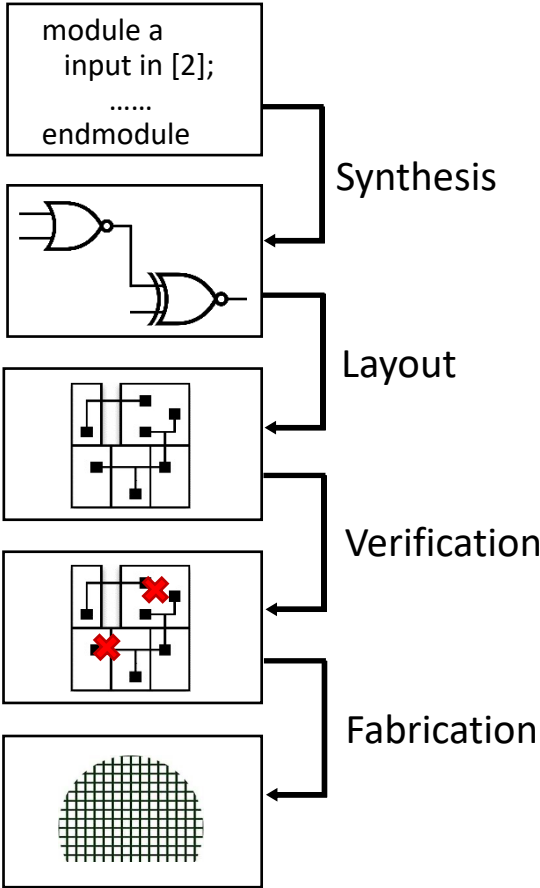 module a
input in [2];
......
endmodule
Synthesis
Layout
Verification
Fabrication